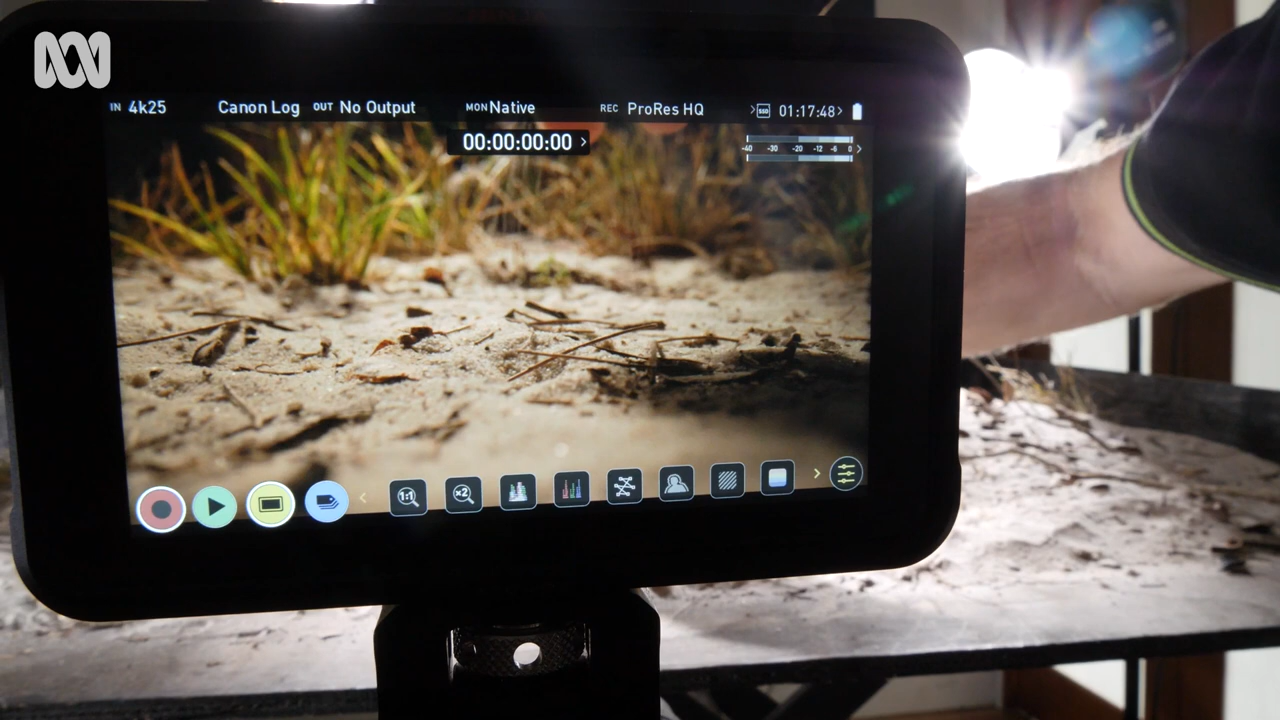 IN 4k25 Canon Log OUT No Output MON Native REC ProRes HQ SSD 01:17:48
00:00:00:00
-40 -30 -20 -12 -6 0
1:1 x2